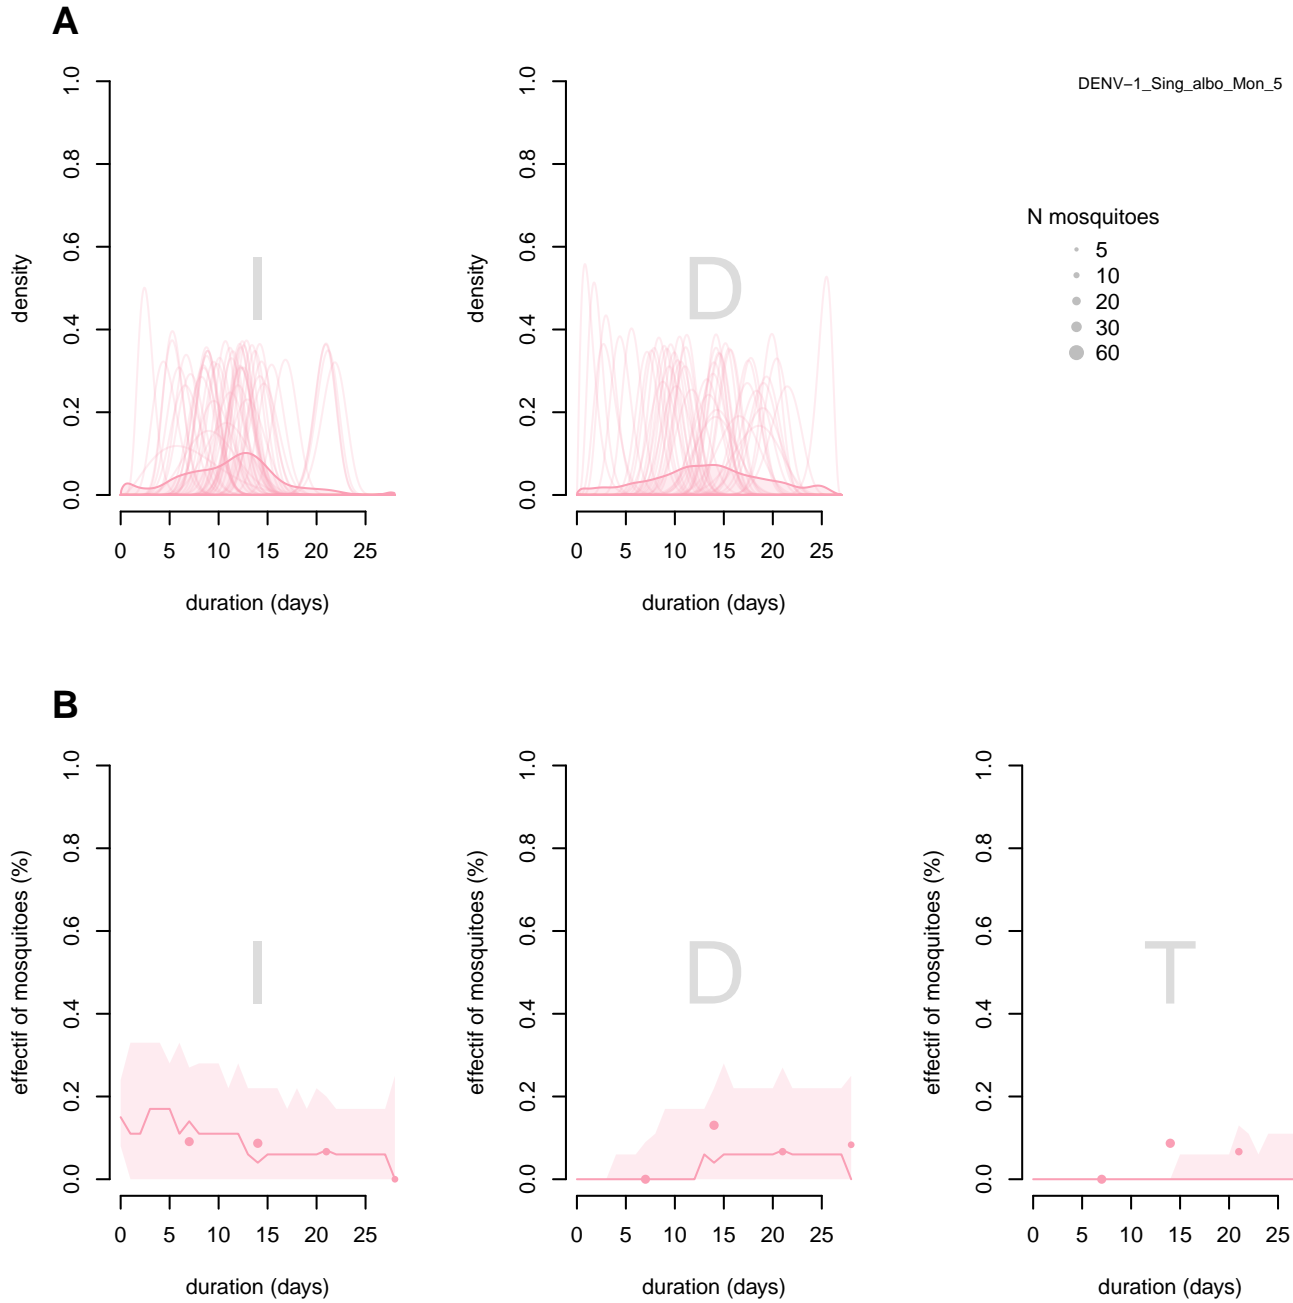 A
DENV−1_Sing_albo_Mon_5
N mosquitoes
5
10
20
30
60
density
0.0 0.2 0.4 0.6 0.8 1.0
I
0 5 10 15 20 25
duration (days)
density
0.0 0.2 0.4 0.6 0.8 1.0
D
0 5 10 15 20 25
duration (days)
B
effectif of mosquitoes (%)
0.0 0.2 0.4 0.6 0.8 1.0
I
0 5 10 15 20 25
duration (days)
effectif of mosquitoes (%)
0.0 0.2 0.4 0.6 0.8 1.0
D
0 5 10 15 20 25
duration (days)
effectif of mosquitoes (%)
0.0 0.2 0.4 0.6 0.8 1.0
T
0 5 10 15 20 25
duration (days)